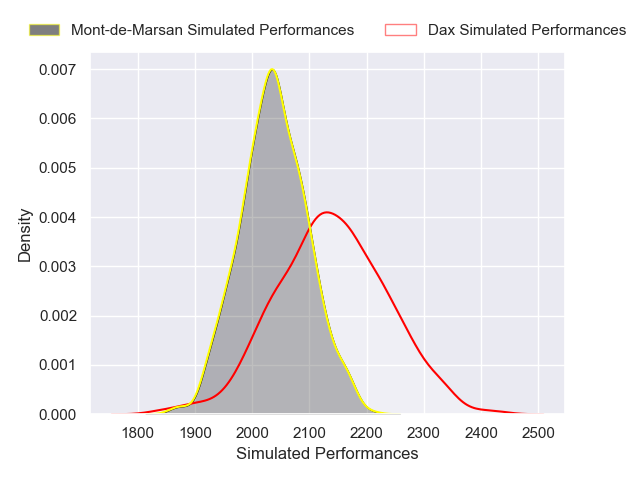 Mont-de-Marsan Simulated Performances Dax Simulated Performances
0.007
0.006
0.005
0.004
0.003
0.002
0.001
0.000
Density
1800 1900 2000 2100 2200 2300 2400 2500
Simulated Performances